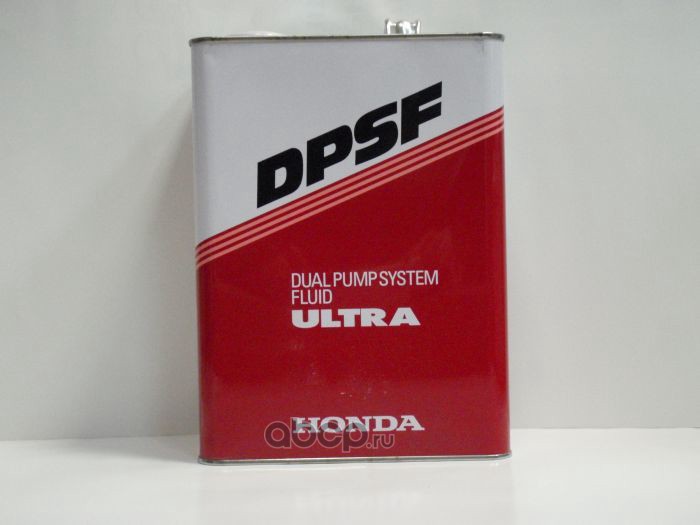 DPSF
DUAL PUMP SYSTEM
FLUID
ULTRA
HONDA